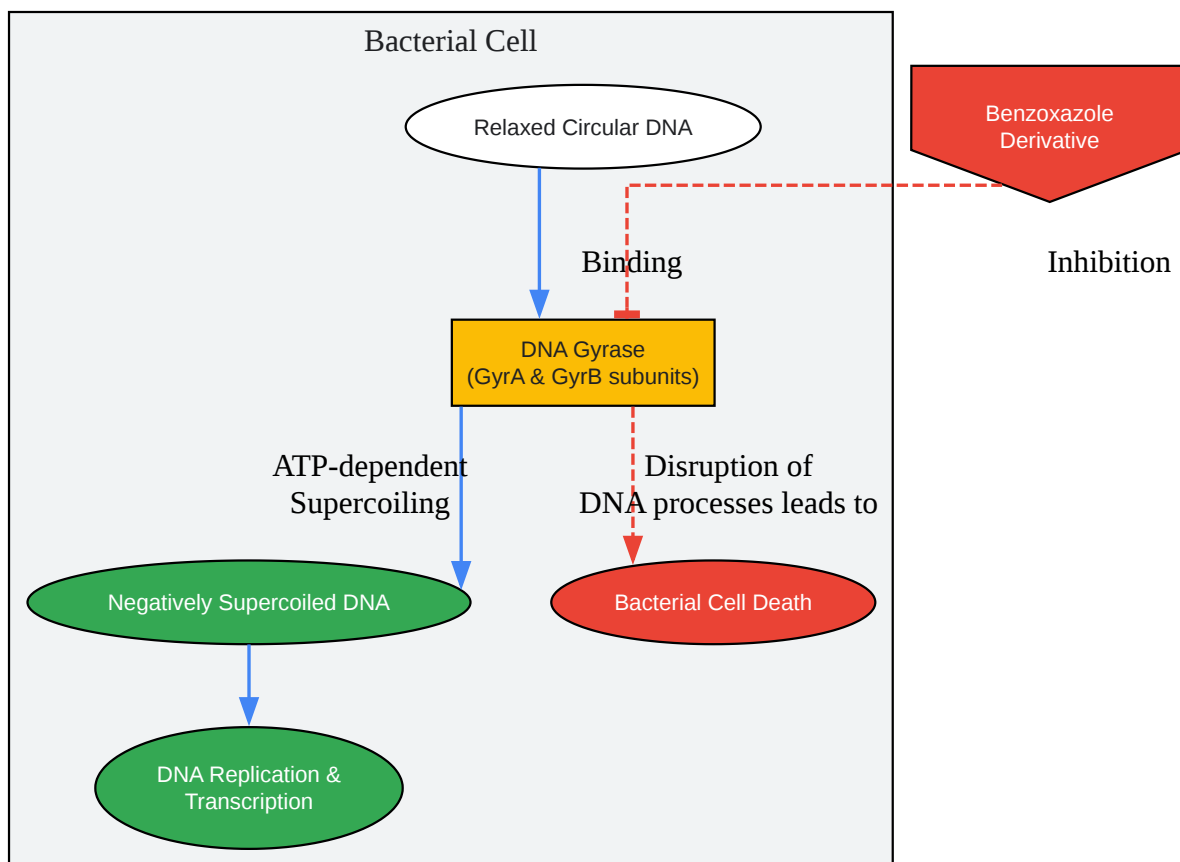 Bacterial Cell
Relaxed Circular DNA
Benzoxazole
Derivative
Binding
Inhibition
DNA Gyrase
(GyrA & GyrB subunits)
ATP-dependent
Supercoiling
Disruption of
DNA processes leads to
Negatively Supercoiled DNA
Bacterial Cell Death
DNA Replication &
Transcription